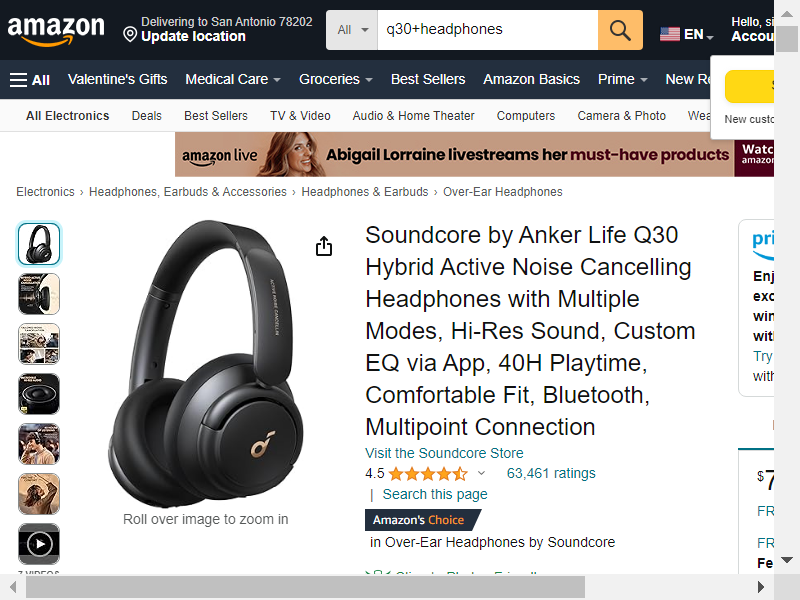 amazon
Delivering to San Antonio 78202
Update location
All
q30+headphones
EN
Hello, si
Accou
All
Valentine's Gifts
Medical Care
Groceries
Best Sellers
Amazon Basics
Prime
New Re
All Electronics
Deals
Best Sellers
TV & Video
Audio & Home Theater
Computers
Camera & Photo
Wea
S
New custo
amazon live
Abigail Lorraine livestreams her must-have products
Watc
amazon
Electronics › Headphones, Earbuds & Accessories › Headphones & Earbuds › Over-Ear Headphones
Roll over image to zoom in
Soundcore by Anker Life Q30
Hybrid Active Noise Cancelling
Headphones with Multiple
Modes, Hi-Res Sound, Custom
EQ via App, 40H Playtime,
Comfortable Fit, Bluetooth,
Multipoint Connection
Visit the Soundcore Store
4.5
63,461 ratings
| Search this page
Amazon's Choice
in Over-Ear Headphones by Soundcore
pri
Enj
exc
win
with
Try
with
$7
FR
FR
Fe